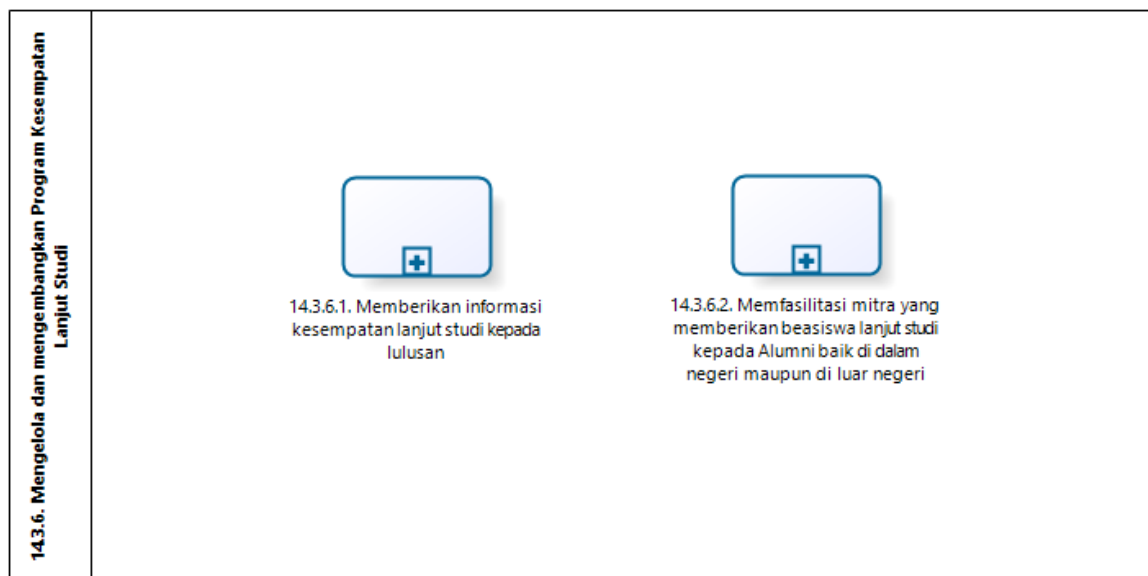 14.3.6. Mengelola dan mengembangkan Program Kesempatan
Lanjut Studi
14.3.6.1. Memberikan informasi
kesempatan lanjut studi kepada
lulusan
14.3.6.2. Memfasilitasi mitra yang
memberikan beasiswa lanjut studi
kepada Alumni baik di dalam
negeri maupun di luar negeri